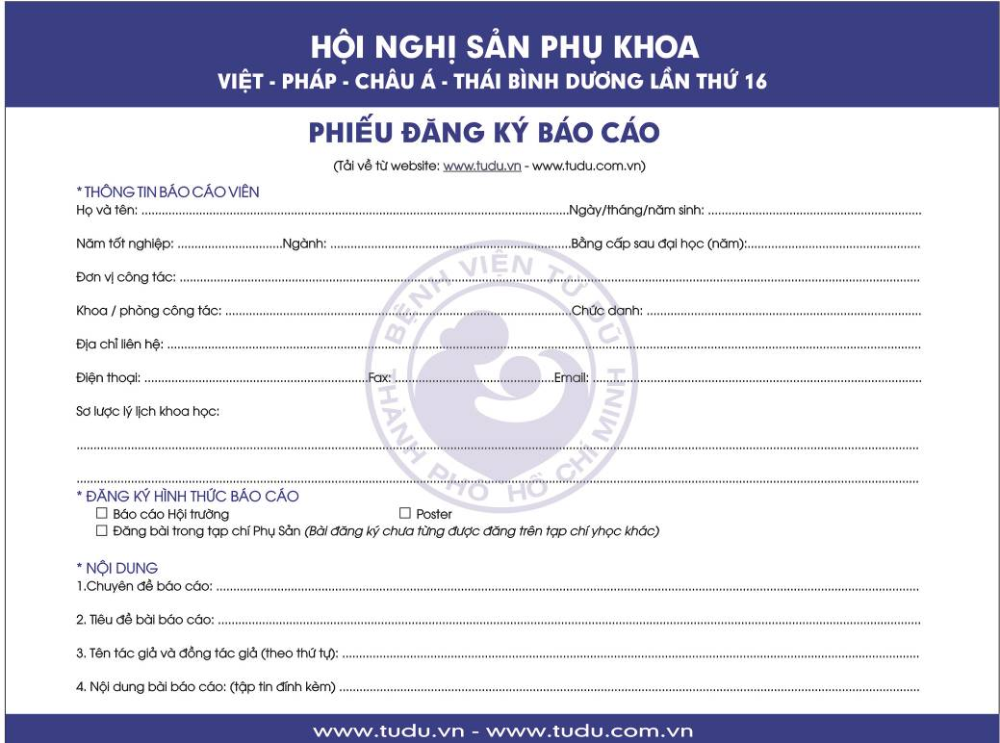 HỘI NGHỊ SẢN PHỤ KHOA
VIỆT - PHÁP - CHÂU Á - THÁI BÌNH DƯƠNG LẦN THỨ 16
PHIẾU ĐĂNG KÝ BÁO CÁO
(Tải về từ website: www.tudu.vn - www.tudu.com.vn)
* THÔNG TIN BÁO CÁO VIÊN
Họ và tên: ........ Ngày/tháng/năm sinh: ........
Năm tốt nghiệp: ........ Ngành: ........ Bằng cấp sau đại học (năm):........
Đơn vị công tác: ........
Khoa / phòng công tác: ........ Chức danh: ........
Địa chỉ liên hệ: ........
Điện thoại: ........ Fax: ........ Email: ........
Sơ lược lý lịch khoa học:
........
........
BỆNH VIỆN TỪ DŨ
THÀNH PHỐ HỒ CHÍ MINH
* ĐĂNG KÝ HÌNH THỨC BÁO CÁO
☐ Báo cáo Hội trường ☐ Poster
☐ Đăng bài trong tạp chí Phụ Sản (Bài đăng ký chưa từng được đăng trên tạp chí yhọc khác)
* NỘI DUNG
1.Chuyên đề báo cáo: ........
2. Tiêu đề bài báo cáo: ........
3. Tên tác giả và đồng tác giả (theo thứ tự): ........
4. Nội dung bài báo cáo: (tập tin đính kèm) ........
www.tudu.vn - www.tudu.com.vn